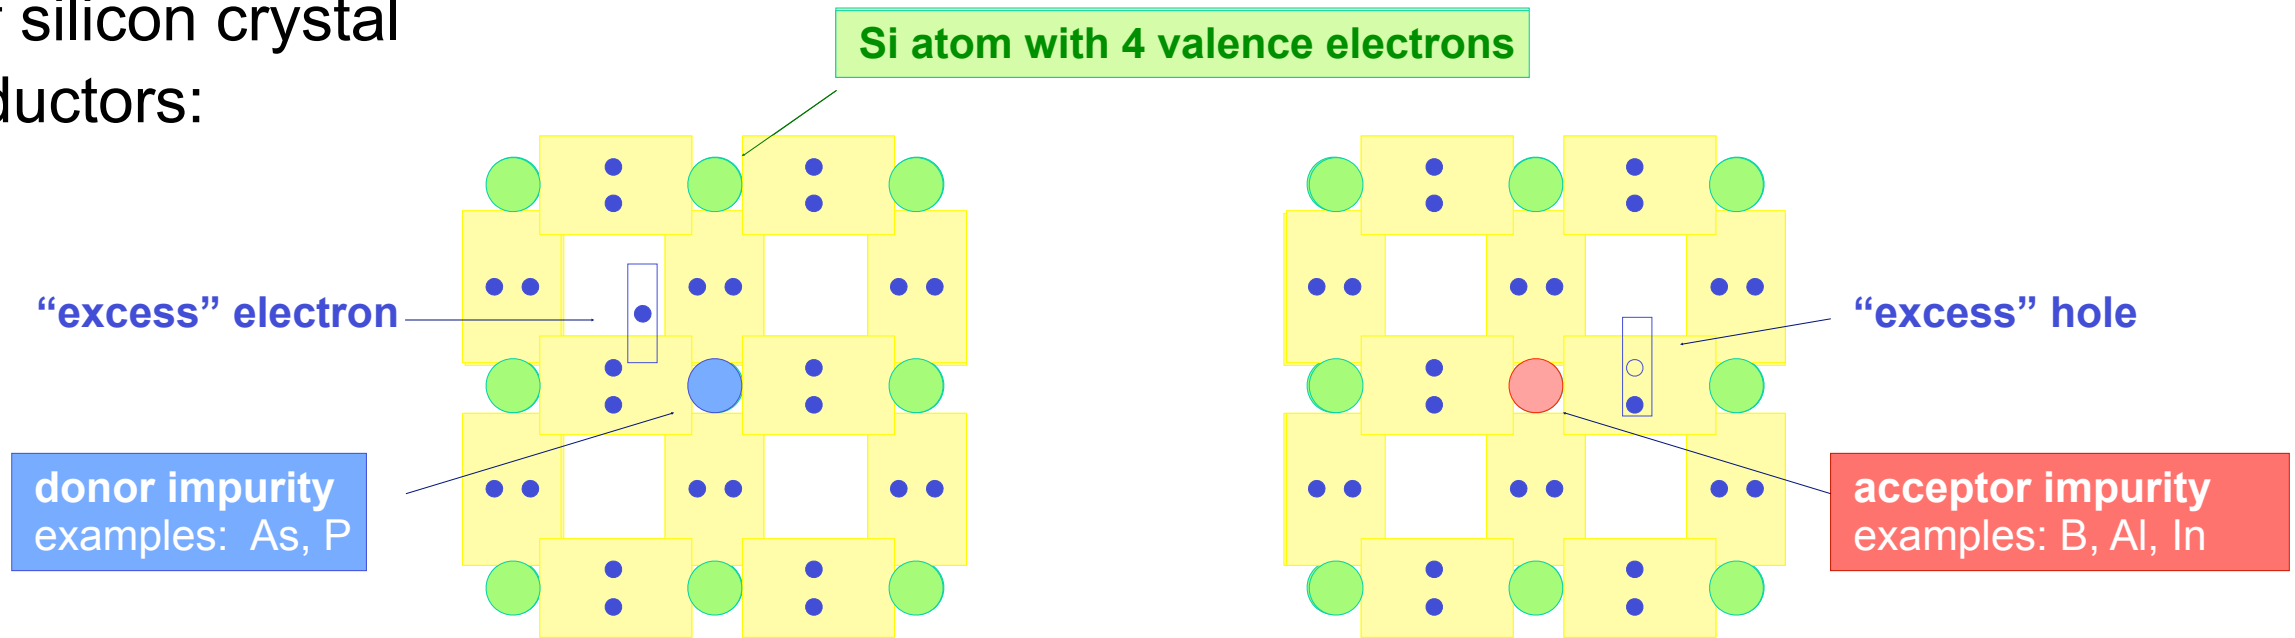 silicon crystal
Si atom with 4 valence electrons
ductors:
“excess” electron
“excess” hole
donor impurity
examples: As, P
acceptor impurity
examples: B, Al, In